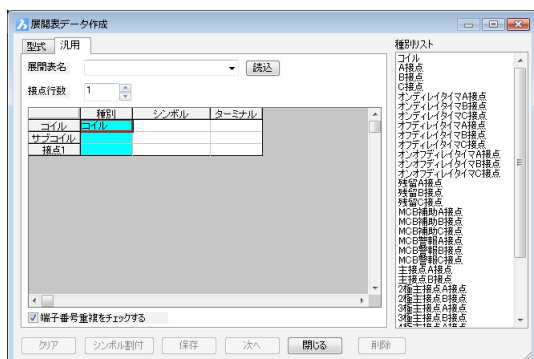 展開表データ作成
型式 汎用
展開表名 読込
接点行数 1
種別 シンボル ターミナル
コイル コイル
サブコイル
接点1
端子番号重複をチェックする
クリア シンボル割付 保存 次へ 閉じる 削除
種別リスト
コイル
A接点
B接点
C接点
オンディレイタイマA接点
オンディレイタイマB接点
オンディレイタイマC接点
オフディレイタイマA接点
オフディレイタイマB接点
オフディレイタイマC接点
オンオフディレイタイマA接点
オンオフディレイタイマB接点
オンオフディレイタイマC接点
残留A接点
残留B接点
残留C接点
MCB補助A接点
MCB補助B接点
MCB補助C接点
MCB警報A接点
MCB警報B接点
MCB警報C接点
主接点A接点
主接点B接点
2極主接点A接点
2極主接点B接点
3極主接点A接点
3極主接点B接点
4極主接点A接点